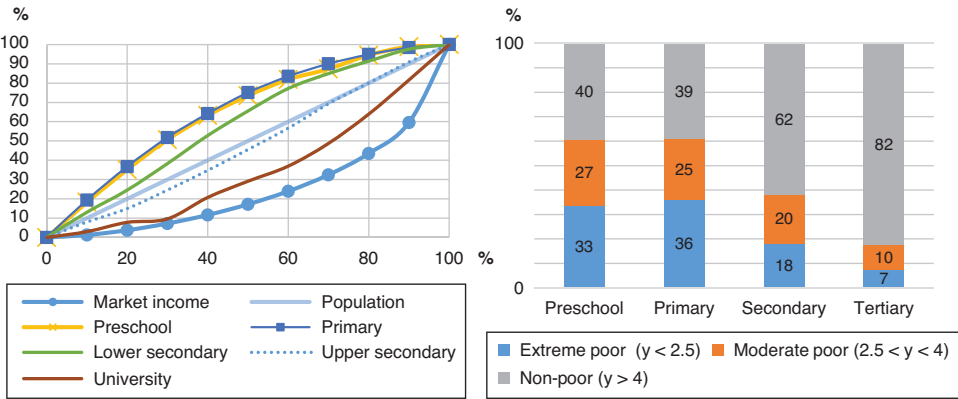 %
100
90
80
70
60
50
40
30
20
10
0
0 20 40 60 80 100 %
Market income Population
Preschool Primary
Lower secondary Upper secondary
University
%
100
0
40 39 62 82
27 25 20 10
33 36 18 7
Preschool Primary Secondary Tertiary
Extreme poor (y < 2.5) Moderate poor (2.5 < y < 4)
Non-poor (y > 4)